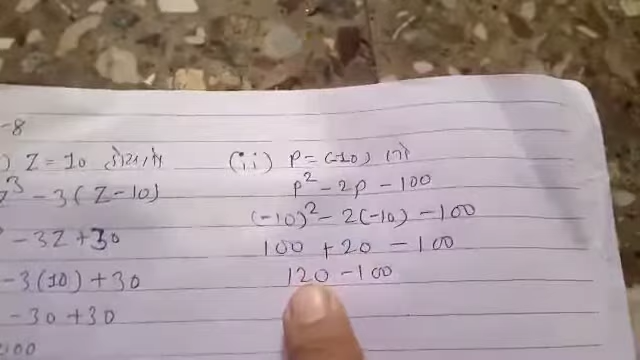 -8
) Z = 10
(ii) P = (-10)
z³ - 3(Z-10)
p² - 2p - 100
- 3Z + 30
(-10)² - 2(-10) - 100
100 + 20 - 100
- 3(10) + 30
120 - 100
- 30 + 30
000